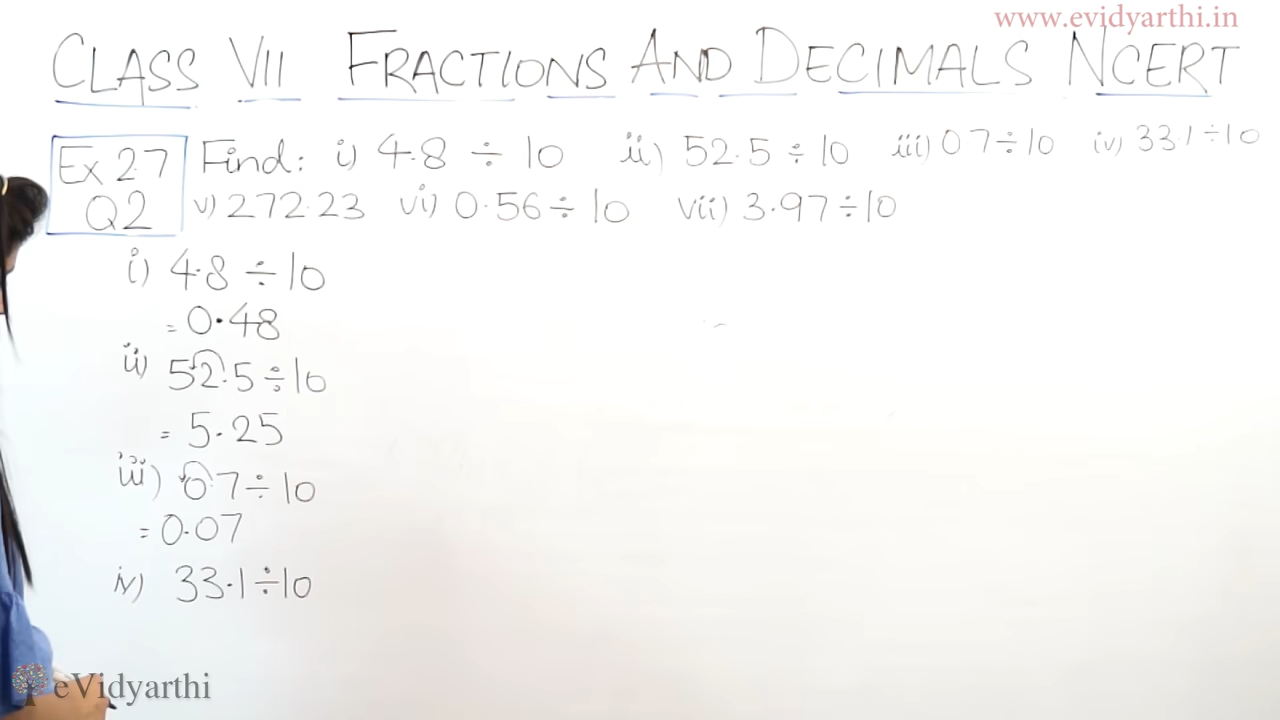 www.evidyarthi.in
CLASS VII FRACTIONS AND DECIMALS NCERT
Ex 2.7 Q2
Find: i) 4.8 ÷ 10 ii) 52.5 ÷ 10 iii) 0.7 ÷ 10 iv) 33.1 ÷ 10
v) 272.23 vi) 0.56 ÷ 10 vii) 3.97 ÷ 10
i) 4.8 ÷ 10
= 0.48
ii) 52.5 ÷ 10
= 5.25
iii) 0.7 ÷ 10
= 0.07
iv) 33.1 ÷ 10
eVidyarthi